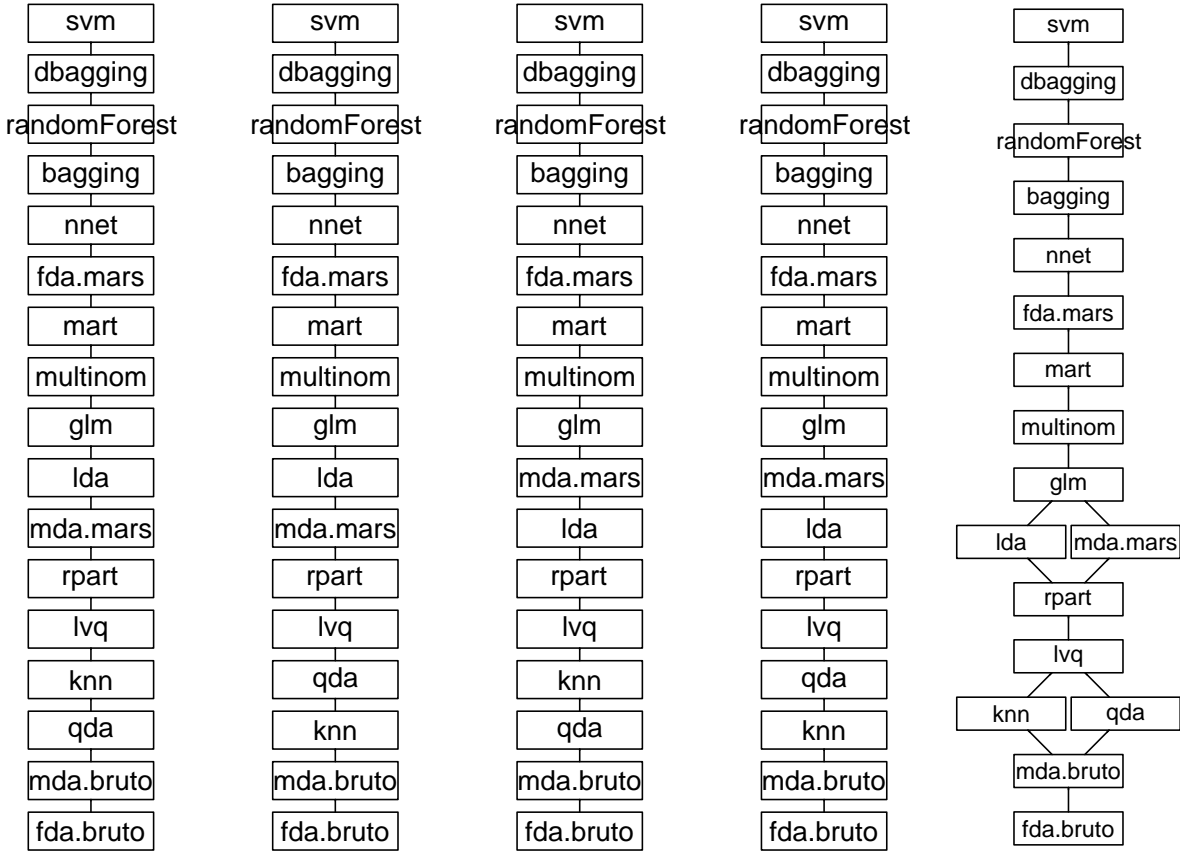 svm
dbagging
randomForest
bagging
nnet
fda.mars
mart
multinom
glm
lda
mda.mars
rpart
lvq
knn
qda
mda.bruto
fda.bruto
svm
dbagging
randomForest
bagging
nnet
fda.mars
mart
multinom
glm
lda
mda.mars
rpart
lvq
qda
knn
mda.bruto
fda.bruto
svm
dbagging
randomForest
bagging
nnet
fda.mars
mart
multinom
glm
mda.mars
lda
rpart
lvq
knn
qda
mda.bruto
fda.bruto
svm
dbagging
randomForest
bagging
nnet
fda.mars
mart
multinom
glm
mda.mars
lda
rpart
lvq
qda
knn
mda.bruto
fda.bruto
svm
dbagging
randomForest
bagging
nnet
fda.mars
mart
multinom
glm
lda mda.mars
rpart
lvq
knn qda
mda.bruto
fda.bruto